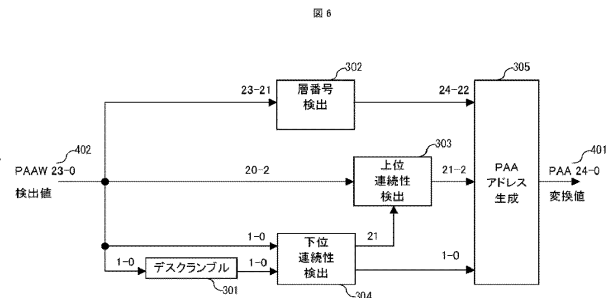 図6
302
305
23-21
層番号
検出
24-22
402
303
401
PAAW 23-0
検出値
20-2
上位
連続性
検出
21-2
PAA
アドレス
生成
PAA 24-0
変換値
1-0
下位
連続性
検出
21
1-0
1-0
デスクランブル
1-0
301
304